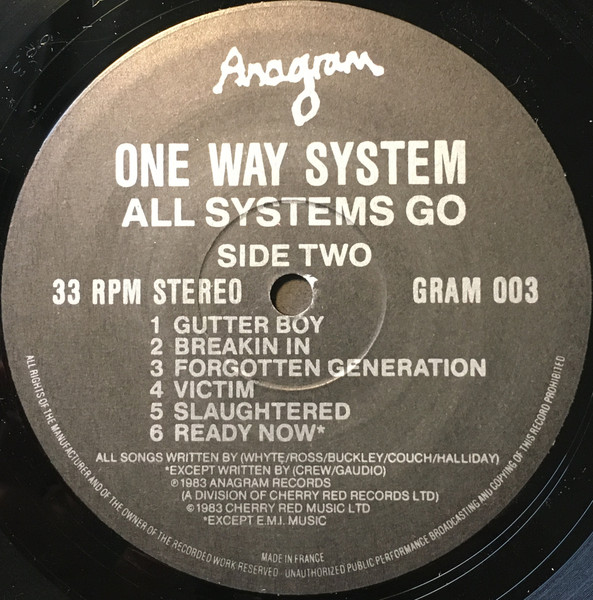 Anagram
ONE WAY SYSTEM
ALL SYSTEMS GO
SIDE TWO
33 RPM STEREO
GRAM 003
1 GUTTER BOY
2 BREAKIN IN
3 FORGOTTEN GENERATION
4 VICTIM
5 SLAUGHTERED
6 READY NOW*
ALL SONGS WRITTEN BY (WHYTE/ROSS/BUCKLEY/COUCH/HALLIDAY)
*EXCEPT WRITTEN BY (CREW/GAUDIO)
℗1983 ANAGRAM RECORDS
(A DIVISION OF CHERRY RED RECORDS LTD)
©1983 CHERRY RED MUSIC LTD
*EXCEPT E.M.I. MUSIC
MADE IN FRANCE
ALL RIGHTS OF THE MANUFACTURER AND OF THE OWNER OF THE RECORDED WORK RESERVED - UNAUTHORIZED PUBLIC PERFORMANCE BROADCASTING AND COPYING OF THIS RECORD PROHIBITED